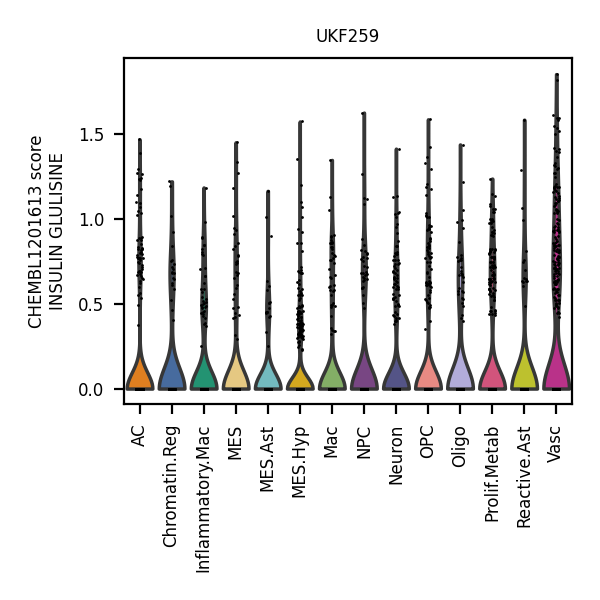 UKF259
CHEMBL1201613 score
INSULIN GLULISINE
1.5
1.0
0.5
0.0
AC
Chromatin.Reg
Inflammatory.Mac
MES
MES.Ast
MES.Hyp
Mac
NPC
Neuron
OPC
Oligo
Prolif.Metab
Reactive.Ast
Vasc